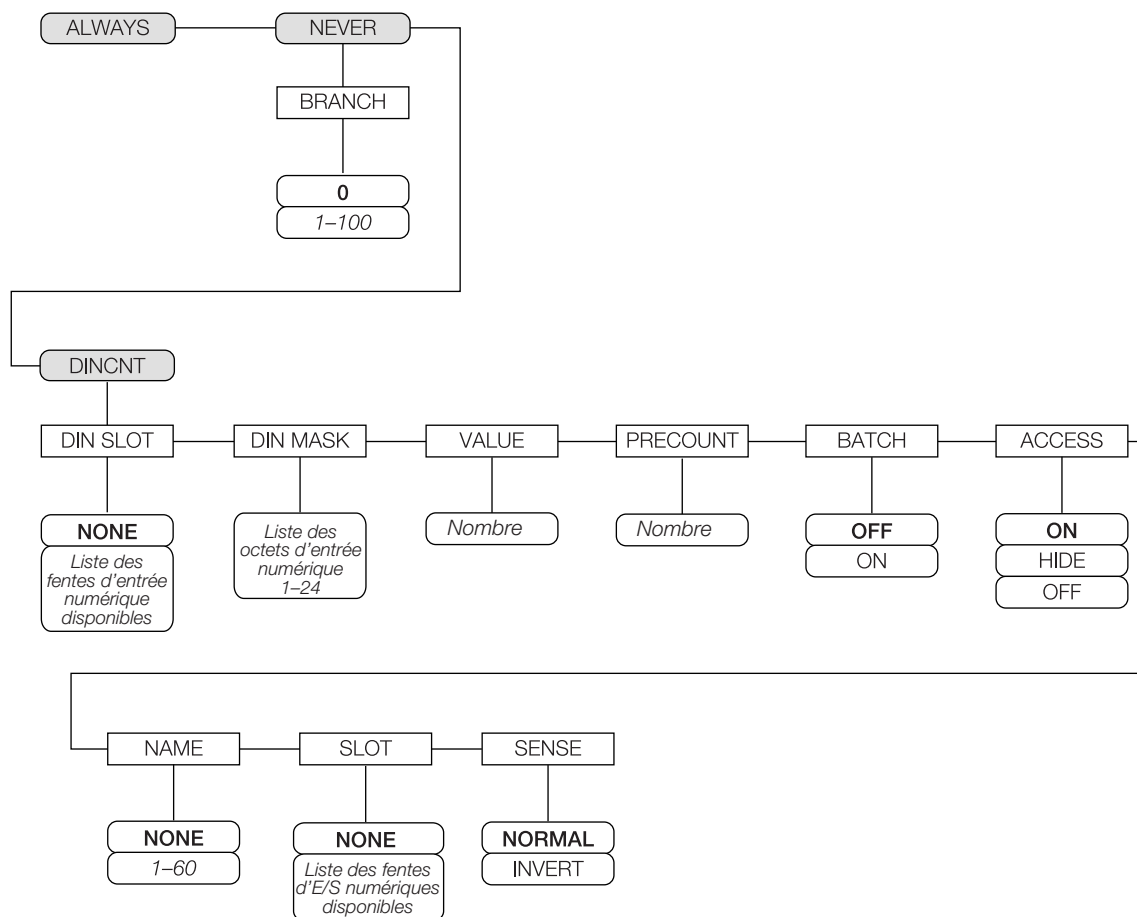 ALWAYS
NEVER
BRANCH
0
1–100
DINCNT
DIN SLOT
DIN MASK
VALUE
PRECOUNT
BATCH
ACCESS
NONE
Liste des
fentes d'entrée
numérique
disponibles
Liste des
octets d'entrée
numérique
1–24
Nombre
Nombre
OFF
ON
ON
HIDE
OFF
NAME
SLOT
SENSE
NONE
1–60
NONE
Liste des fentes
d'E/S numériques
disponibles
NORMAL
INVERT